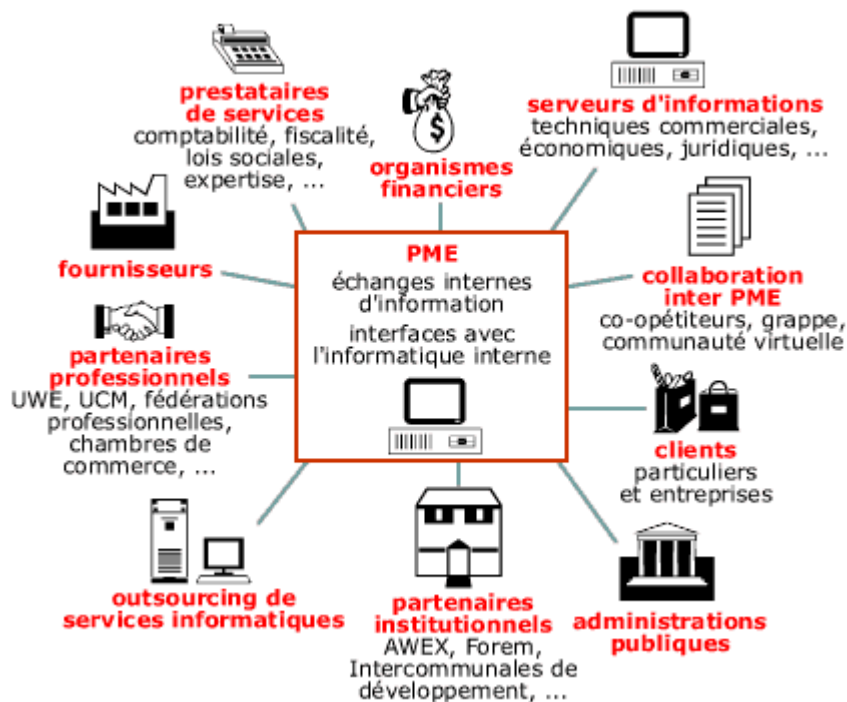 prestataires
de services
comptabilité, fiscalité,
lois sociales,
expertise, ...
organismes
financiers
serveurs d'informations
techniques commerciales,
économiques, juridiques, ...
fournisseurs
PME
échanges internes
d'information
interfaces avec
l'informatique interne
collaboration
inter PME
co-opétiteurs, grappe,
communauté virtuelle
partenaires
professionnels
UWE, UCM, fédérations
professionnelles,
chambres de
commerce, ...
clients
particuliers
et entreprises
outsourcing de
services informatiques
partenaires
institutionnels
AWEX, Forem,
Intercommunales de
développement, ...
administrations
publiques